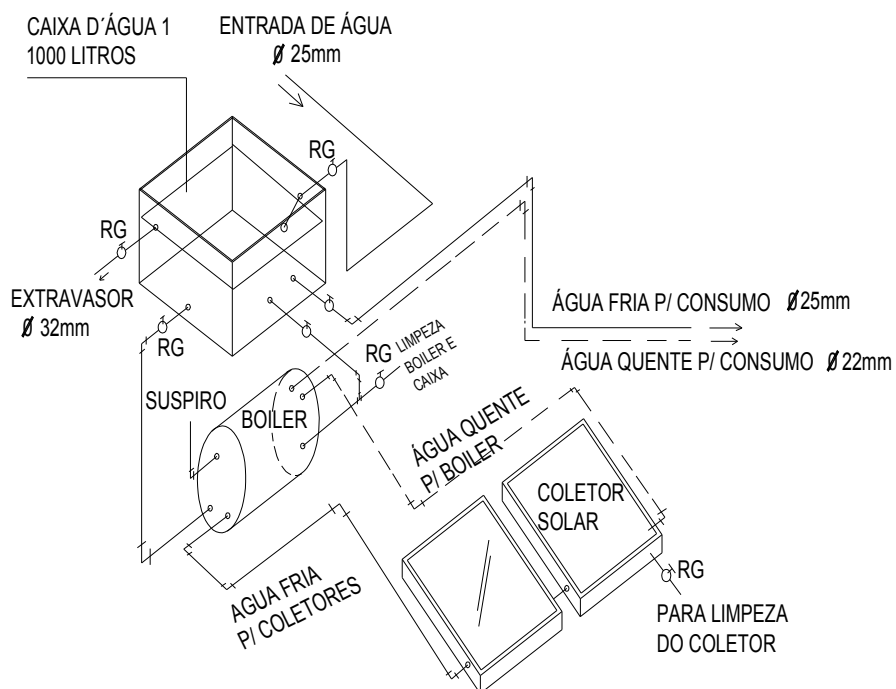 CAIXA D´ÁGUA 1
1000 LITROS
ENTRADA DE ÁGUA
Ø 25mm
RG
RG
EXTRAVASOR
Ø 32mm
RG
ÁGUA FRIA P/ CONSUMO Ø25mm
ÁGUA QUENTE P/ CONSUMO Ø 22mm
RG
LIMPEZA
BOILER E
CAIXA
SUSPIRO
BOILER
ÁGUA QUENTE
P/ BOILER
COLETOR
SOLAR
AGUA FRIA
P/ COLETORES
RG
PARA LIMPEZA
DO COLETOR